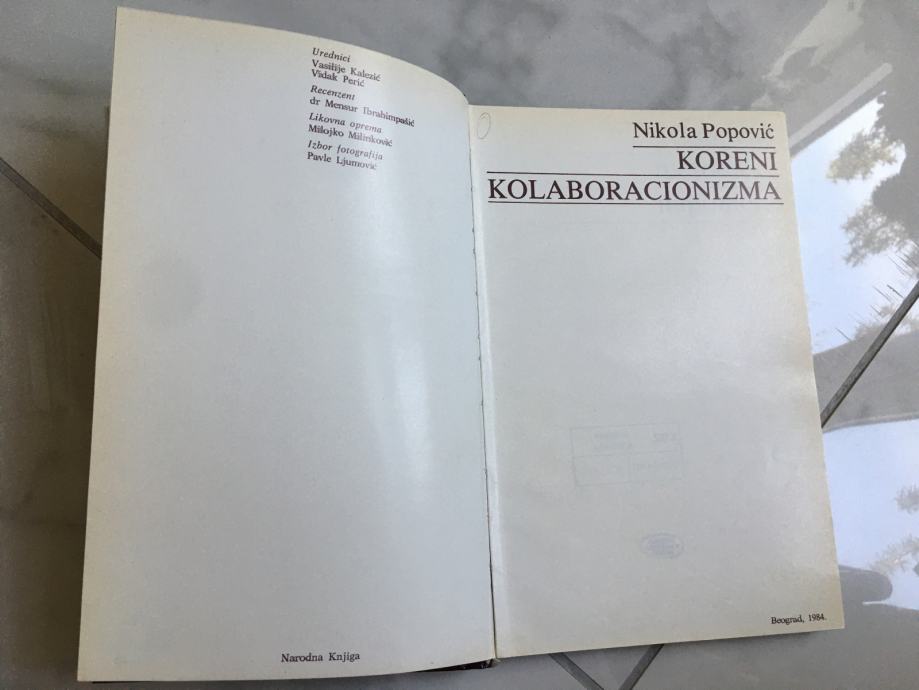 Urednici
Vasilije Kalezić
Vidak Perić
Recenzent
dr Mensur Ibrahimpašić
Likovna oprema
Milojko Milinković
Izbor fotografija
Pavle Ljumović
Narodna Knjiga
Nikola Popović
KORENI
KOLABORACIONIZMA
Beograd, 1984.